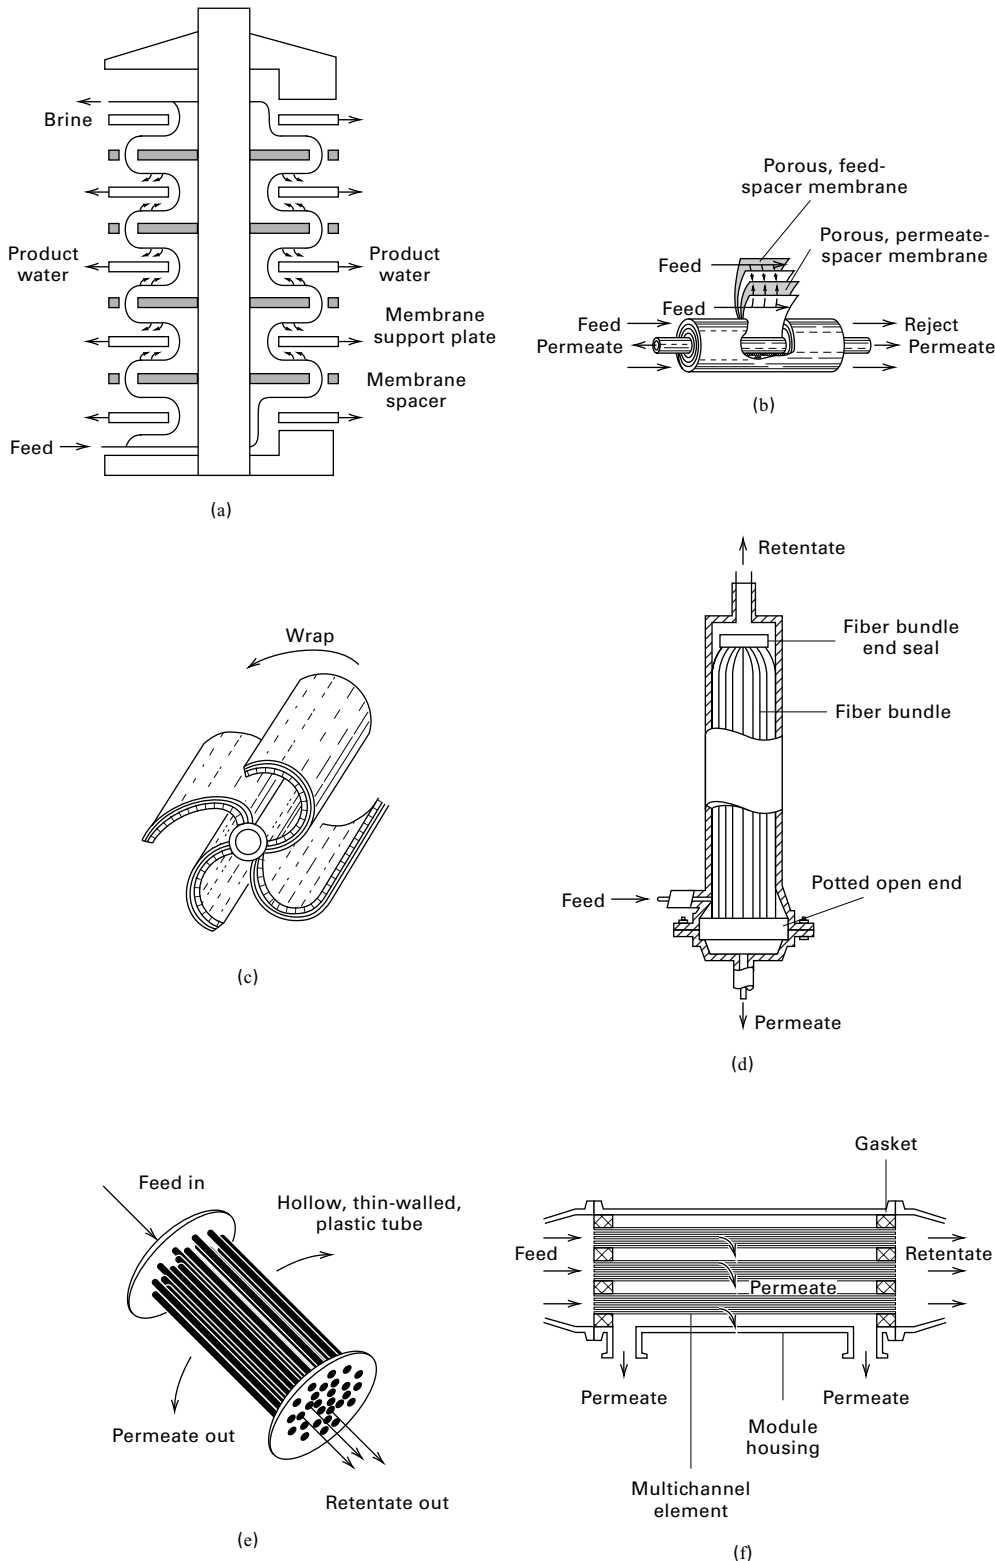 Brine
Product
water
Product
water
Membrane
support plate
Membrane
spacer
Feed
(a)
Porous, feed-
spacer membrane
Porous, permeate-
spacer membrane
Feed
Feed
Feed
Reject
Permeate
Permeate
(b)
Wrap
(c)
Retentate
Fiber bundle
end seal
Fiber bundle
Potted open end
Feed
Permeate
(d)
Feed in
Hollow, thin-walled,
plastic tube
Permeate out
Retentate out
(e)
Gasket
Feed
Retentate
Permeate
Permeate
Permeate
Module
housing
Multichannel
element
(f)